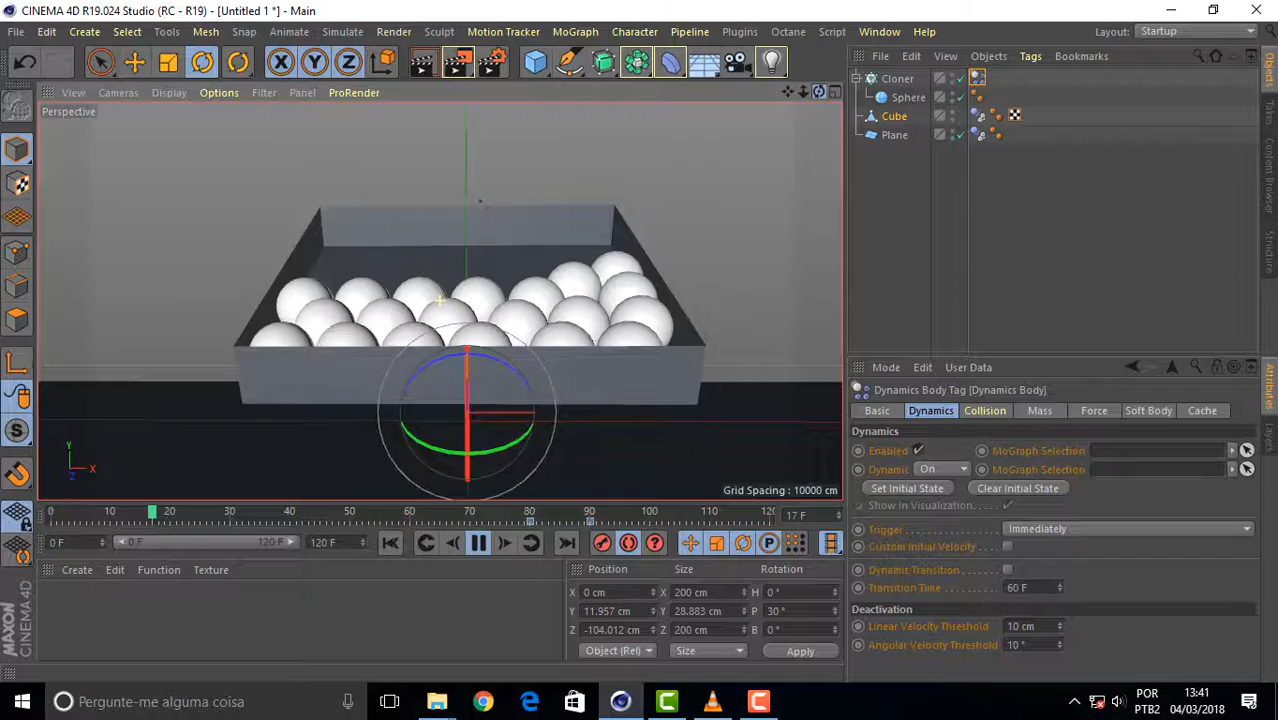 CINEMA 4D R19.024 Studio (RC - R19) - [Untitled 1 *] - Main
File Edit Create Select Tools Mesh Snap Animate Simulate Render Sculpt Motion Tracker MoGraph Character Pipeline Plugins Octane Script Window Help Layout: Startup
X Y Z
File Edit View Objects Tags Bookmarks
View Cameras Display Options Filter Panel ProRender
Perspective
Cloner
Sphere
Cube
Plane
Objects
Takes
Content Browser
Structure
Y
X
Z
Grid Spacing : 10000 cm
Mode Edit User Data
Dynamics Body Tag [Dynamics Body]
Basic Dynamics Collision Mass Force Soft Body Cache
Dynamics
Enabled MoGraph Selection
Dynamic On MoGraph Selection
Set Initial State Clear Initial State
Show in Visualization
Trigger Immediately
Custom Initial Velocity
Dynamic Transition
Transition Time 60 F
Deactivation
Linear Velocity Threshold 10 cm
Angular Velocity Threshold 10 °
Attributes
Layers
S
0 10 20 30 40 50 60 70 80 90 100 110 120 17 F
0 F 0 F 120 F 120 F
Create Edit Function Texture
Position Size Rotation
X 0 cm X 200 cm H 0 °
Y 11.957 cm Y 28.883 cm P 30 °
Z -104.012 cm Z 200 cm B 0 °
Object (Rel) Size Apply
MAXON
CINEMA 4D
Pergunte-me alguma coisa
POR
PTB2
13:41
04/03/2018